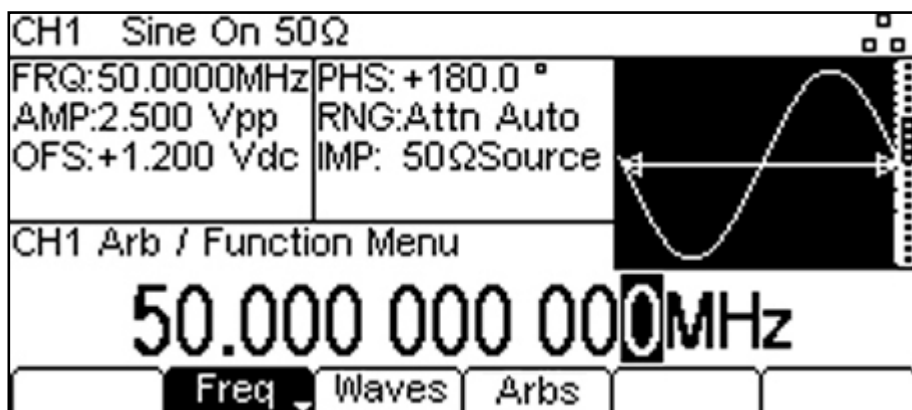 CH1 Sine On 50Ω
FRQ:50.0000MHz
AMP:2.500 Vpp
OFS:+1.200 Vdc
PHS:+180.0 °
RNG:Attn Auto
IMP: 50ΩSource
CH1 Arb / Function Menu
50.000 000 000MHz
Freq Waves Arbs